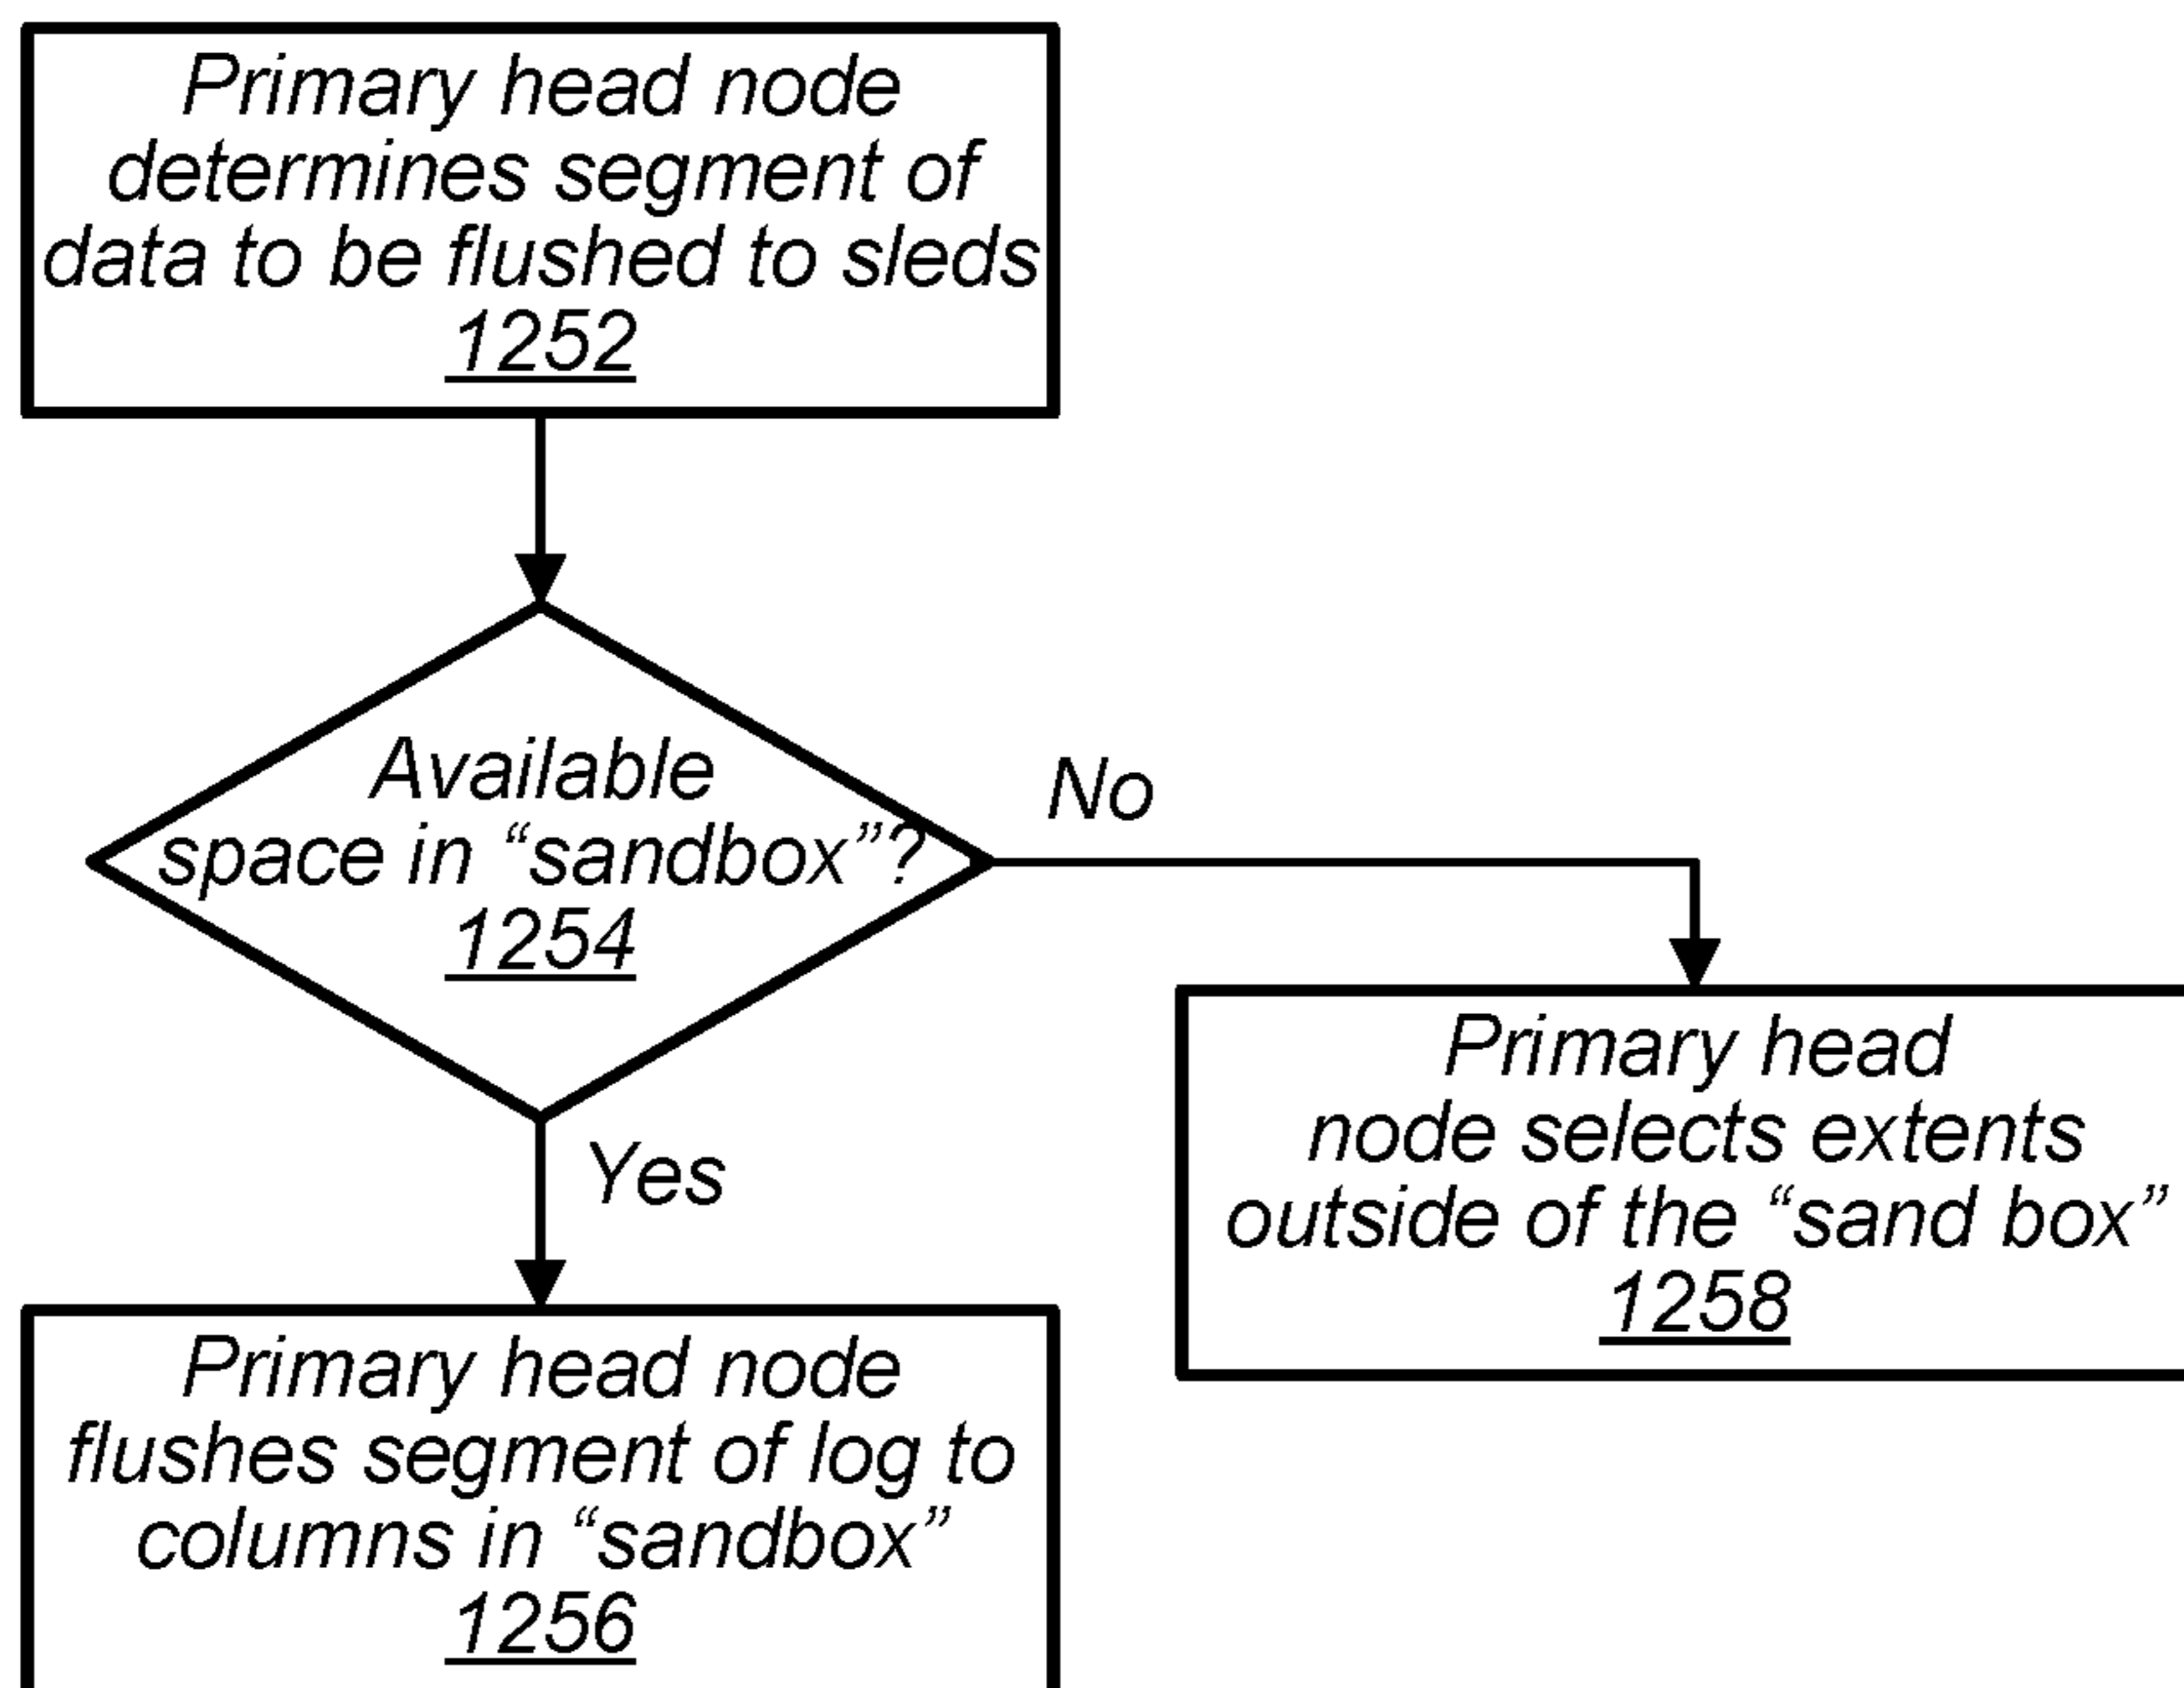 Primary head node
determines segment of
data to be flushed to sleds
1252
Available
space in “sandbox”?
1254
No
Yes
Primary head
node selects extents
outside of the “sand box”
1258
Primary head node
flushes segment of log to
columns in “sandbox”
1256